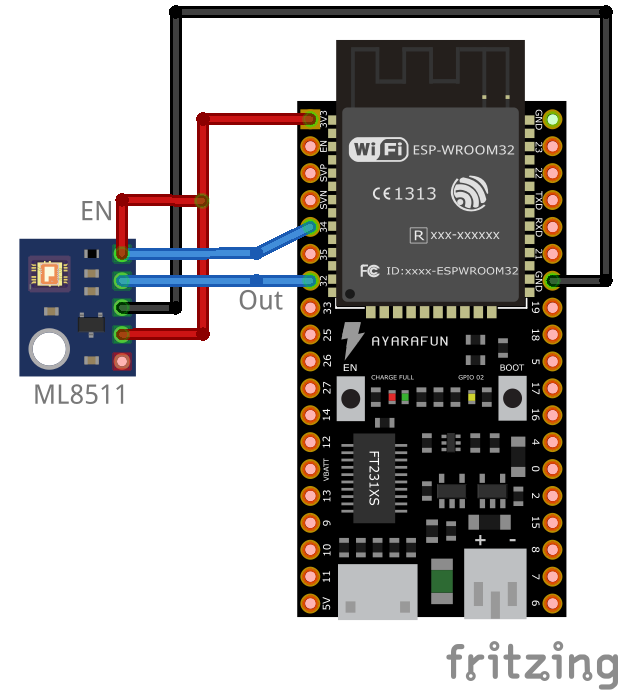 EN
Out
ML8511
3V3
EN
SVP
SVN
34
35
32
33
25
26
27
14
12
VBATT
13
9
10
11
5V
WiFi ESP-WROOM32
CE1313
R xxx-xxxxxx
FCC ID:xxxx-ESPWROOM32
AYARAFUN
EN
CHARGE FULL
GPIO 02
BOOT
FT231XS
+ -
GND
23
22
TXD
RXD
21
GND
19
18
5
17
16
4
0
2
15
8
7
6
fritzing